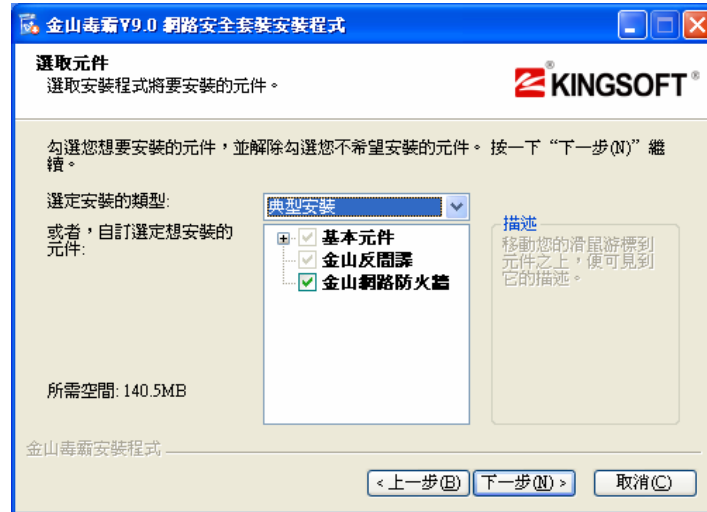 金山毒霸V9.0 網路安全套裝安裝程式
選取元件
選取安裝程式將要安裝的元件。
KINGSOFT®
勾選您想要安裝的元件，並解除勾選您不希望安裝的元件。 按一下 “下一步(N)” 繼
續。
選定安裝的類型:
典型安裝
或者，自訂選定想安裝的
元件:
基本元件
金山反間諜
金山網路防火牆
描述
移動您的滑鼠游標到
元件之上，便可見到
它的描述。
所需空間: 140.5MB
金山毒霸安裝程式
< 上一步(B)
下一步(N) >
取消(C)